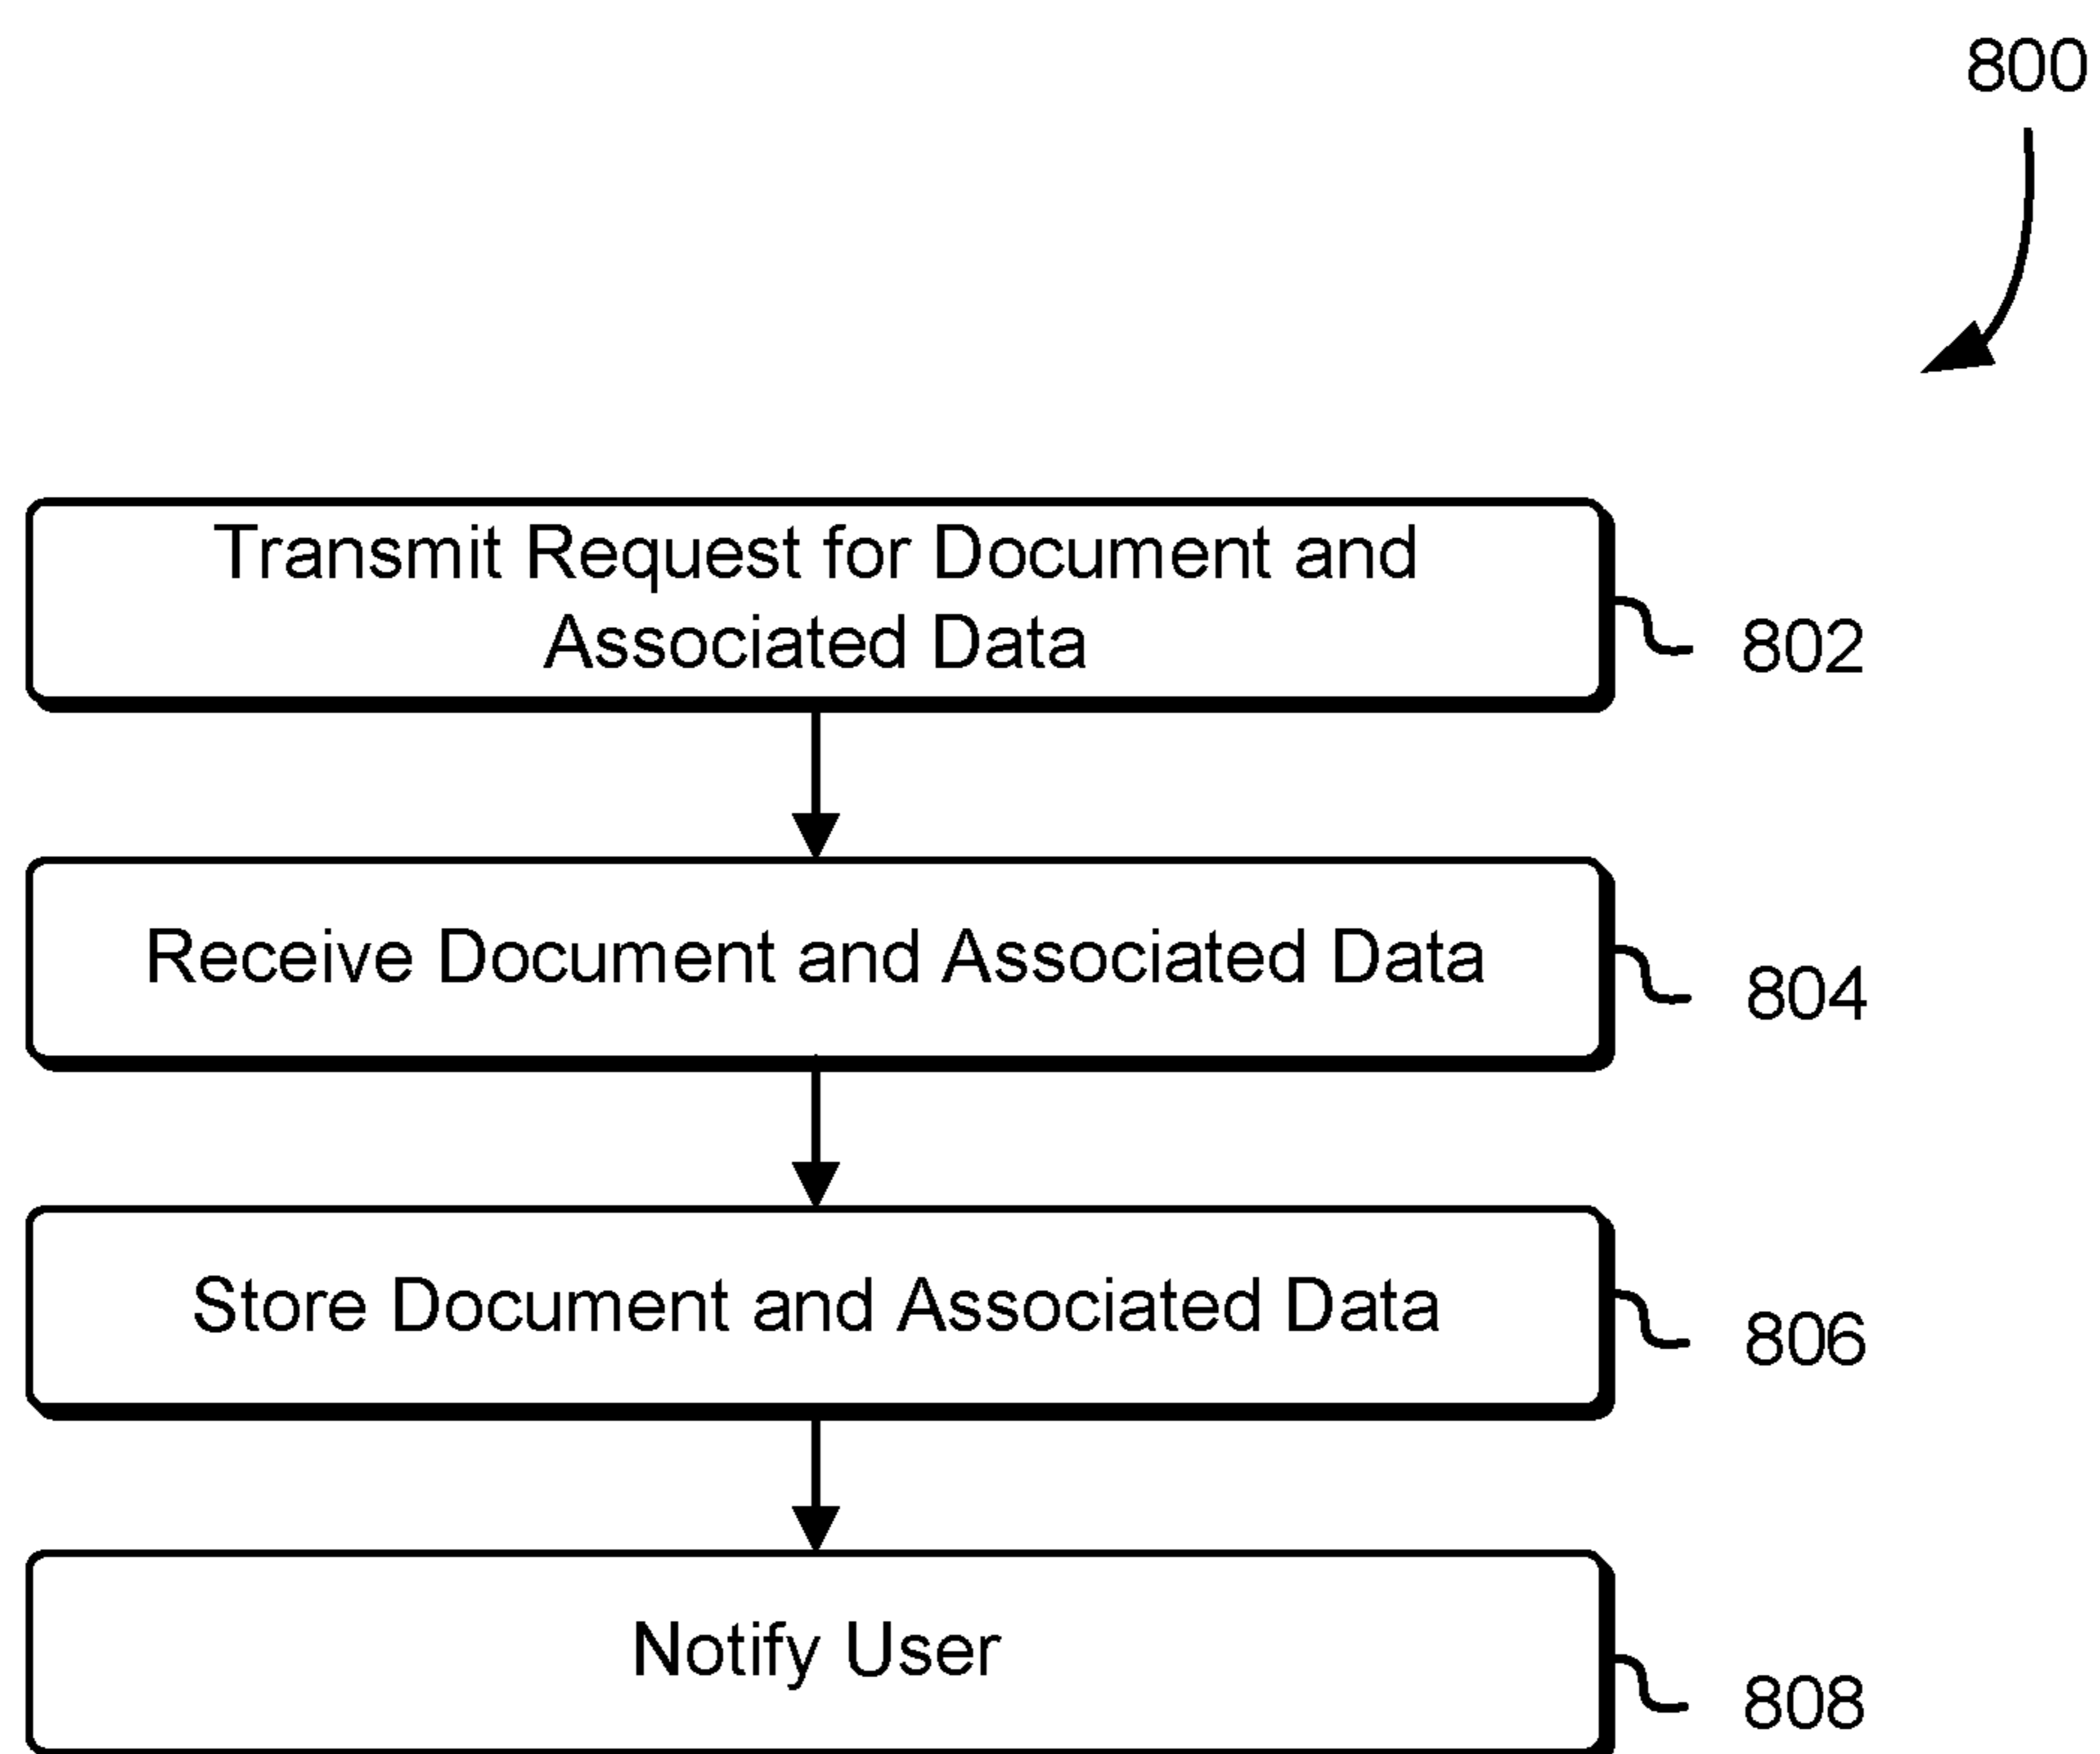 800
Transmit Request for Document and
Associated Data
802
Receive Document and Associated Data
804
Store Document and Associated Data
806
Notify User
808